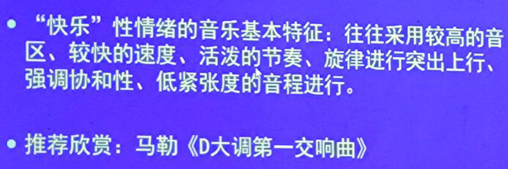 “快乐”性情绪的音乐基本特征：往往采用较高的音
区、较快的速度、活泼的节奏、旋律进行突出上行、
强调协和性、低紧张度的音程进行。
推荐欣赏：马勒《D大调第一交响曲》